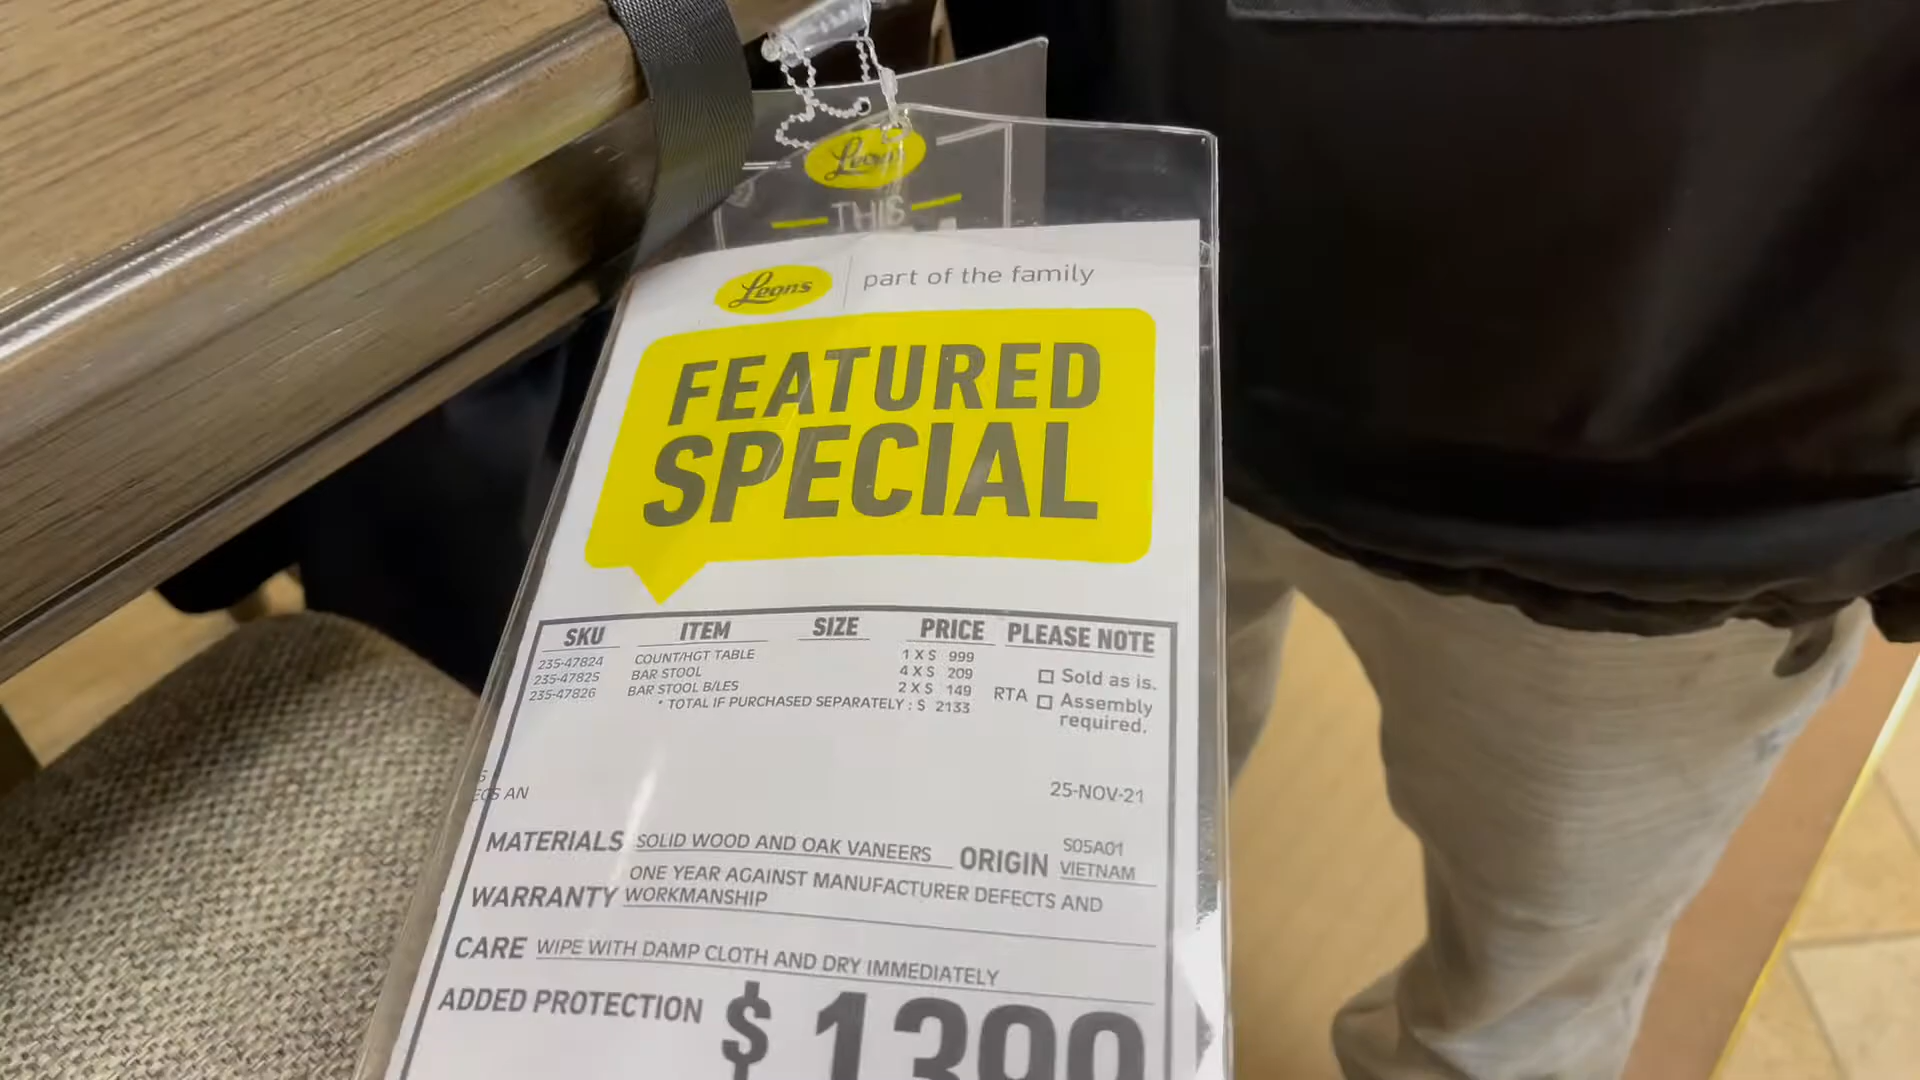 Leon's
THIS
Leons
part of the family
FEATURED
SPECIAL
SKU ITEM SIZE PRICE PLEASE NOTE
235-47824 COUNT/HGT TABLE 1 X $ 999
235-47825 BAR STOOL 4 X $ 209
235-47826 BAR STOOL B/LES 2 X $ 149
* TOTAL IF PURCHASED SEPARATELY : $ 2133
Sold as is.
RTA Assembly
required.
25-NOV-21
MATERIALS SOLID WOOD AND OAK VANEERS
ORIGIN S05A01
VIETNAM
WARRANTY ONE YEAR AGAINST MANUFACTURER DEFECTS AND
WORKMANSHIP
CARE WIPE WITH DAMP CLOTH AND DRY IMMEDIATELY
ADDED PROTECTION
$